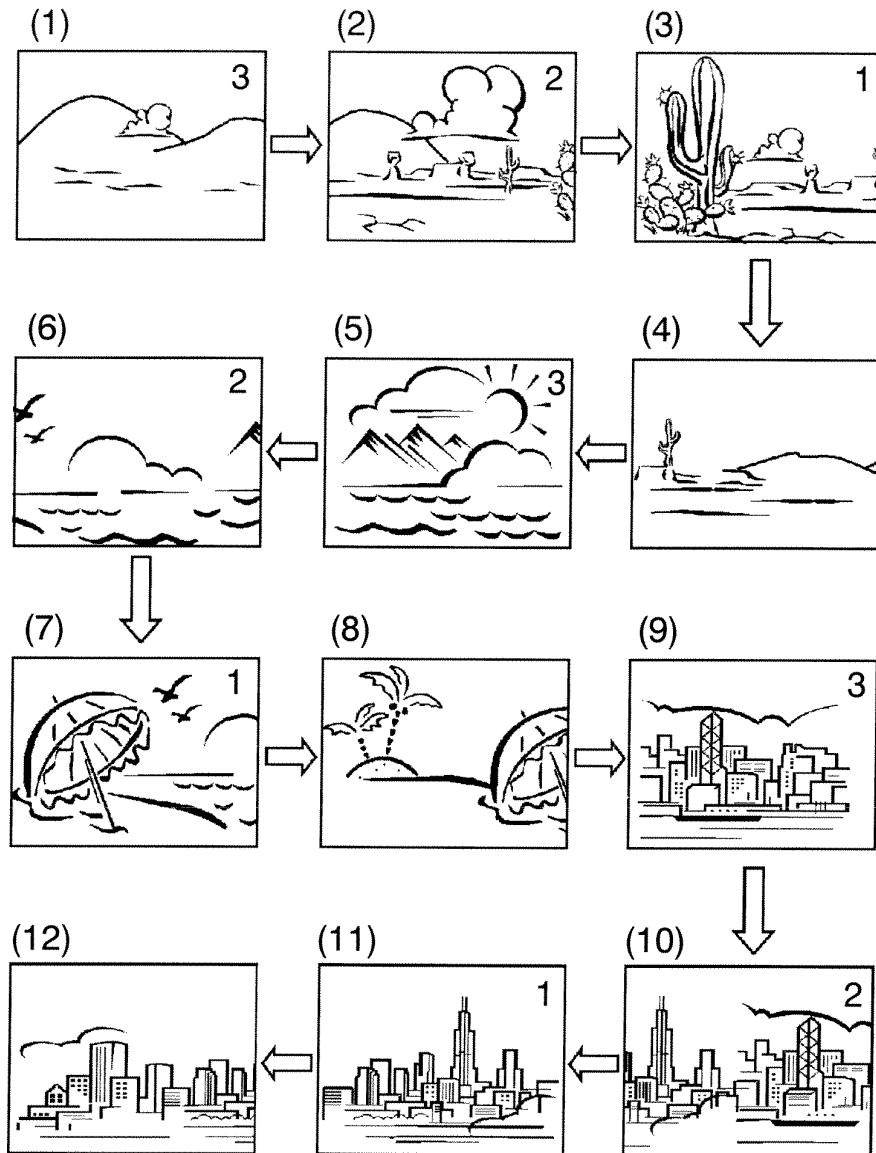 (1) (2) (3)
3 2 1
(6) (5) (4)
2 3
(7) (8) (9)
1 3
(12) (11) (10)
1 2